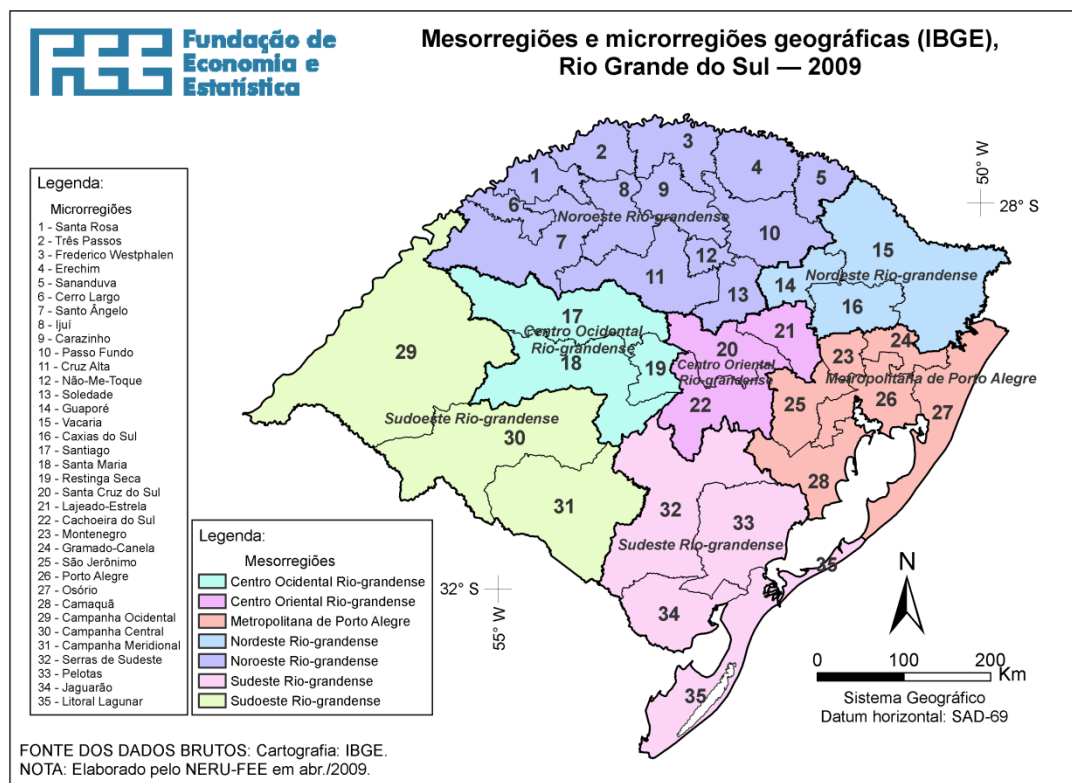 FEE
Fundação de
Economia e
Estatística
Mesorregiões e microrregiões geográficas (IBGE),
Rio Grande do Sul — 2009
50° W
28° S
Legenda:
Microrregiões
1 - Santa Rosa
2 - Três Passos
3 - Frederico Westphalen
4 - Erechim
5 - Sananduva
6 - Cerro Largo
7 - Santo Ângelo
8 - Ijuí
9 - Carazinho
10 - Passo Fundo
11 - Cruz Alta
12 - Não-Me-Toque
13 - Soledade
14 - Guaporé
15 - Vacaria
16 - Caxias do Sul
17 - Santiago
18 - Santa Maria
19 - Restinga Seca
20 - Santa Cruz do Sul
21 - Lajeado-Estrela
22 - Cachoeira do Sul
23 - Montenegro
24 - Gramado-Canela
25 - São Jerônimo
26 - Porto Alegre
27 - Osório
28 - Camaquã
29 - Campanha Ocidental
30 - Campanha Central
31 - Campanha Meridional
32 - Serras de Sudeste
33 - Pelotas
34 - Jaguarão
35 - Litoral Lagunar
2
3
4
1
5
8
9
6
Noroeste Rio-grandense
7
10
12
15
Nordeste Rio-grandense
11
14
13
16
17
Centro Ocidental
Rio-grandense
18
29
21
20
Centro Oriental
Rio-grandense
19
24
23
Metropolitana de Porto Alegre
22
25
26
27
Sudoeste Rio-grandense
30
28
31
32
33
Sudeste Rio-grandense
35
34
35
Legenda:
Mesorregiões
Centro Ocidental Rio-grandense
Centro Oriental Rio-grandense
Metropolitana de Porto Alegre
Nordeste Rio-grandense
Noroeste Rio-grandense
Sudeste Rio-grandense
Sudoeste Rio-grandense
32° S
55° W
N
0 100 200
Km
Sistema Geográfico
Datum horizontal: SAD-69
FONTE DOS DADOS BRUTOS: Cartografia: IBGE.
NOTA: Elaborado pelo NERU-FEE em abr./2009.